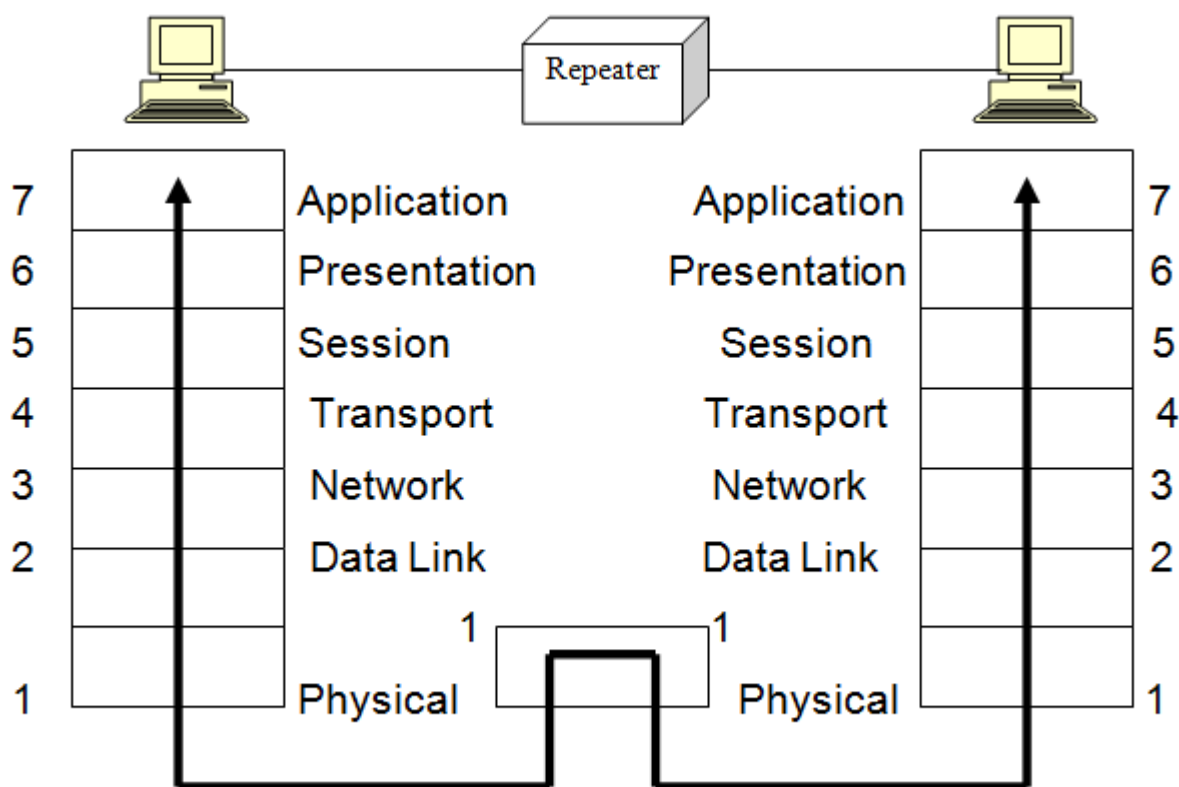 Repeater
7 Application Application 7
6 Presentation Presentation 6
5 Session Session 5
4 Transport Transport 4
3 Network Network 3
2 Data Link Data Link 2
1 1
1 Physical Physical 1